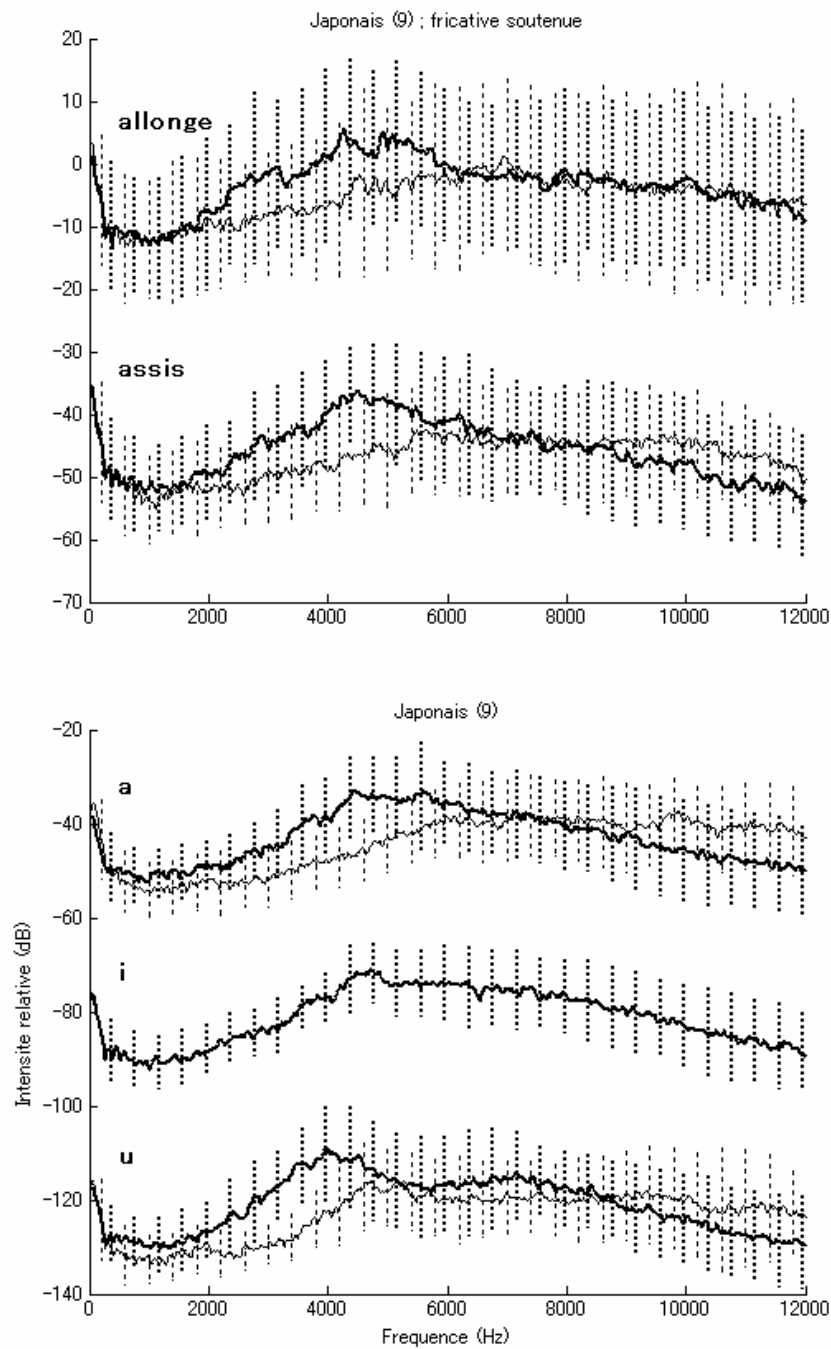 Japonais (9) ; fricative soutenue
20
10
0
-10
-20
-30
-40
-50
-60
-70
allonge
assis
0 2000 4000 6000 8000 10000 12000
Japonais (9)
-20
-40
-60
-80
-100
-120
-140
a
i
u
Intensite relative (dB)
0 2000 4000 6000 8000 10000 12000
Frequence (Hz)